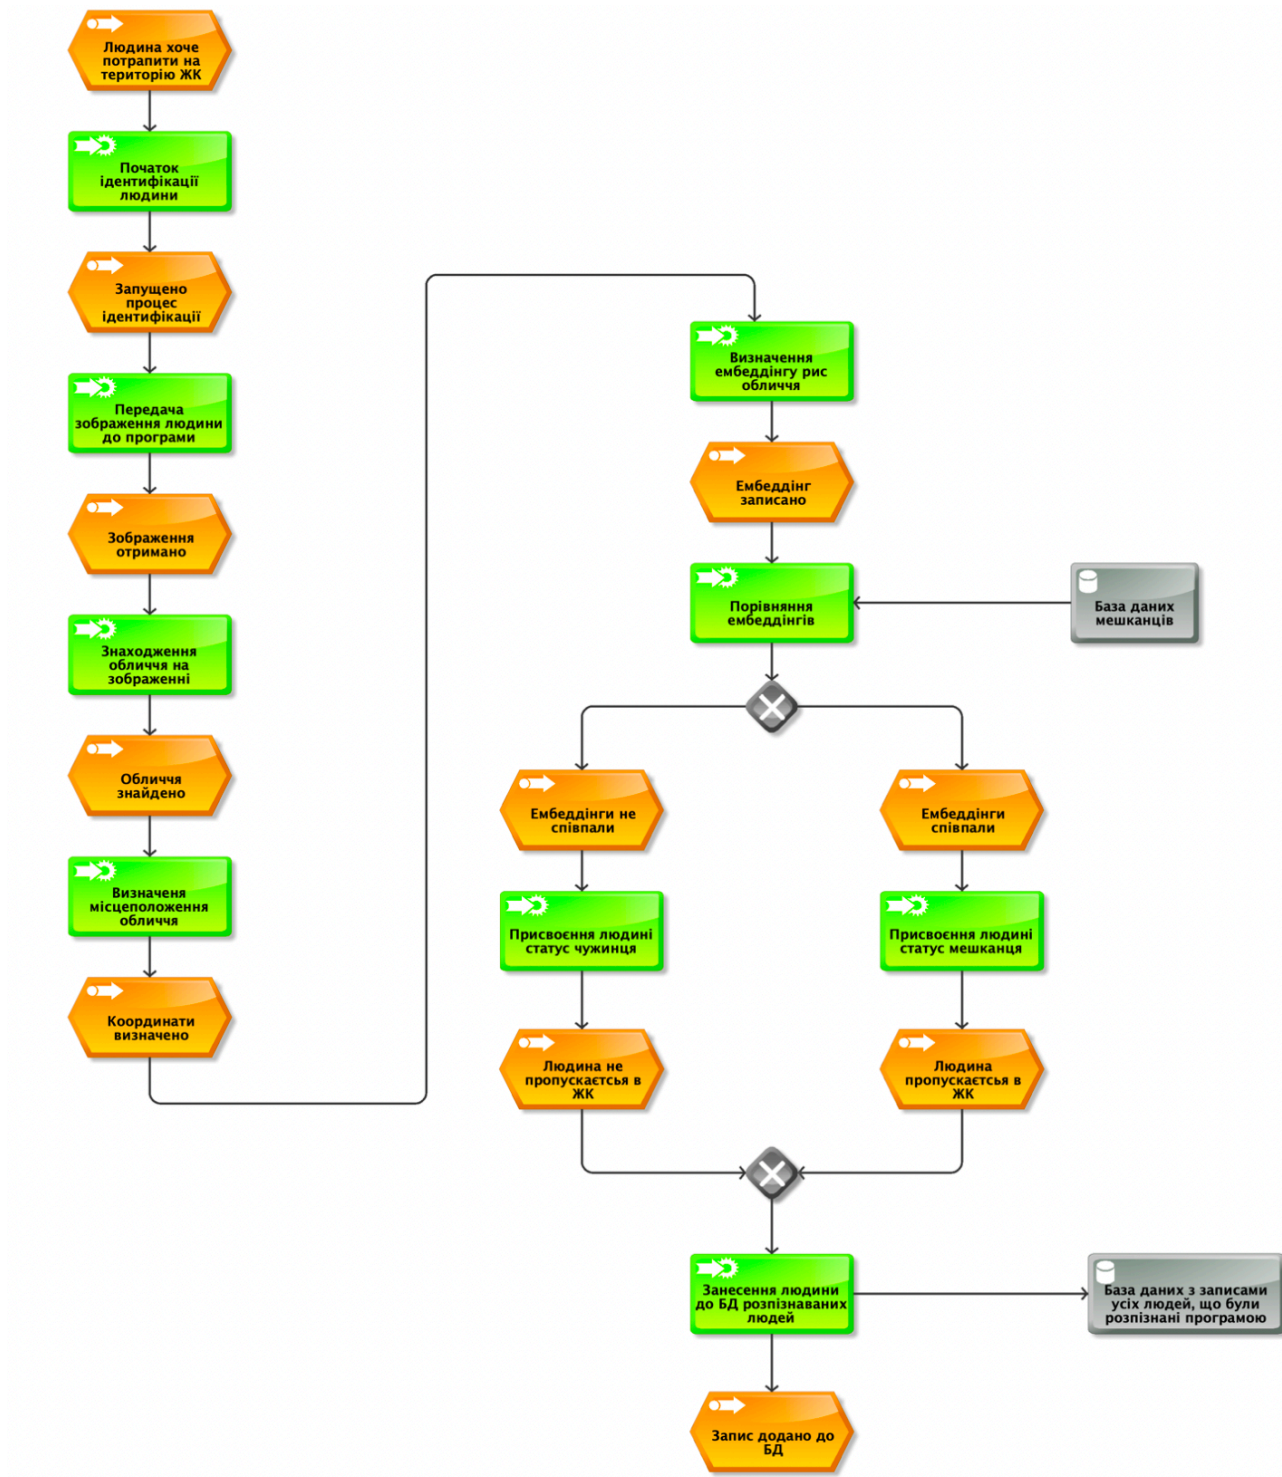 Людина хоче
потрапити на
територію ЖК
Початок
ідентифікації
людини
Запущено
процес
ідентифікації
Передача
зображення людини
до програми
Зображення
отримано
Знаходження
обличчя на
зображенні
Обличчя
знайдено
Визначеня
місцеположення
обличчя
Координати
визначено
Визначення
ембеддінгу рис
обличчя
Ембеддінг
записано
Порівняння
ембеддінгів
База даних
мешканців
Ембеддінги не
співпали
Ембеддінги
співпали
Присвоєння людині
статус чужинця
Присвоєння людині
статус мешканця
Людина не
пропускаєтсья в
ЖК
Людина
пропускаєтсья в
ЖК
Занесення людини
до БД розпізнаваних
людей
База даних з записами
усіх людей, що були
розпізнані програмою
Запис додано до
БД